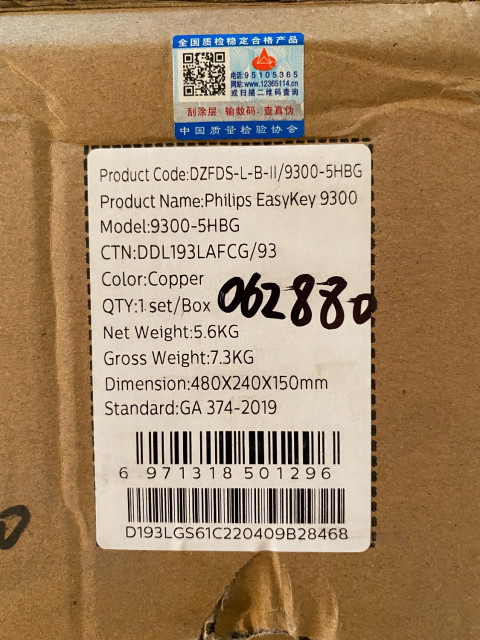 全国质检稳定合格产品
电话:95105365
网站:www.12365114.cn
或扫描二维码查询
刮涂层 输数码 查真伪
中国质量检验协会
Product Code:DZFDS-L-B-II/9300-5HBG
Product Name:Philips EasyKey 9300
Model:9300-5HBG
CTN:DDL193LAFCG/93
Color:Copper
QTY:1 set/Box
062880
Net Weight:5.6KG
Gross Weight:7.3KG
Dimension:480X240X150mm
Standard:GA 374-2019
6 971318 501296
D193LGS61C220409B28468